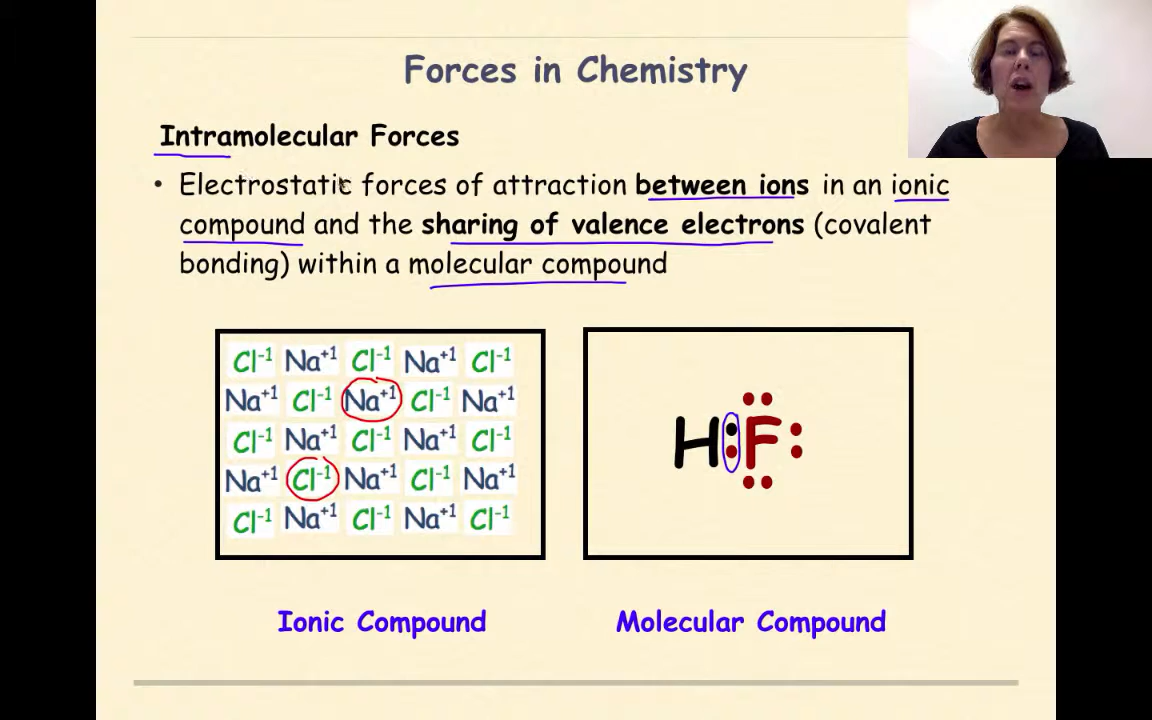 Forces in Chemistry
Intramolecular Forces
• Electrostatic forces of attraction between ions in an ionic
compound and the sharing of valence electrons (covalent
bonding) within a molecular compound
Cl⁻¹ Na⁺¹ Cl⁻¹ Na⁺¹ Cl⁻¹
Na⁺¹ Cl⁻¹ Na⁺¹ Cl⁻¹ Na⁺¹
Cl⁻¹ Na⁺¹ Cl⁻¹ Na⁺¹ Cl⁻¹
Na⁺¹ Cl⁻¹ Na⁺¹ Cl⁻¹ Na⁺¹
Cl⁻¹ Na⁺¹ Cl⁻¹ Na⁺¹ Cl⁻¹
H F
Ionic Compound
Molecular Compound